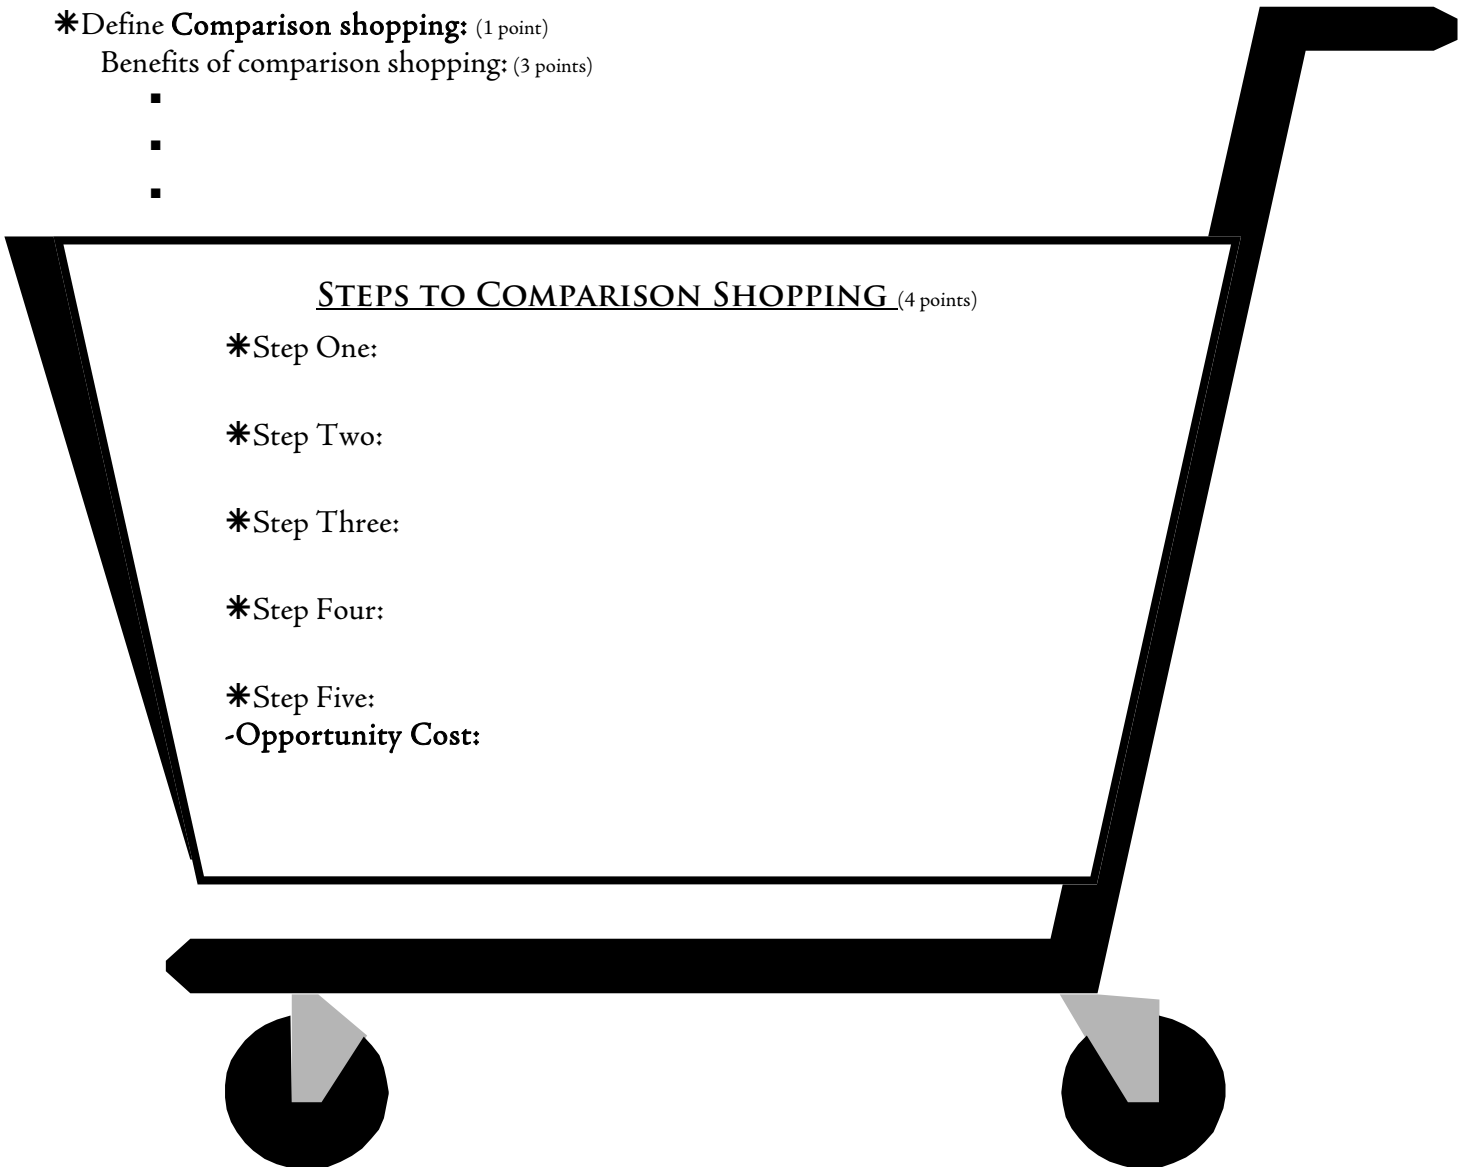 ✳Define Comparison shopping: (1 point)
Benefits of comparison shopping: (3 points)
▪
▪
▪
Steps to Comparison Shopping (4 points)
✳Step One:
✳Step Two:
✳Step Three:
✳Step Four:
✳Step Five:
-Opportunity Cost: